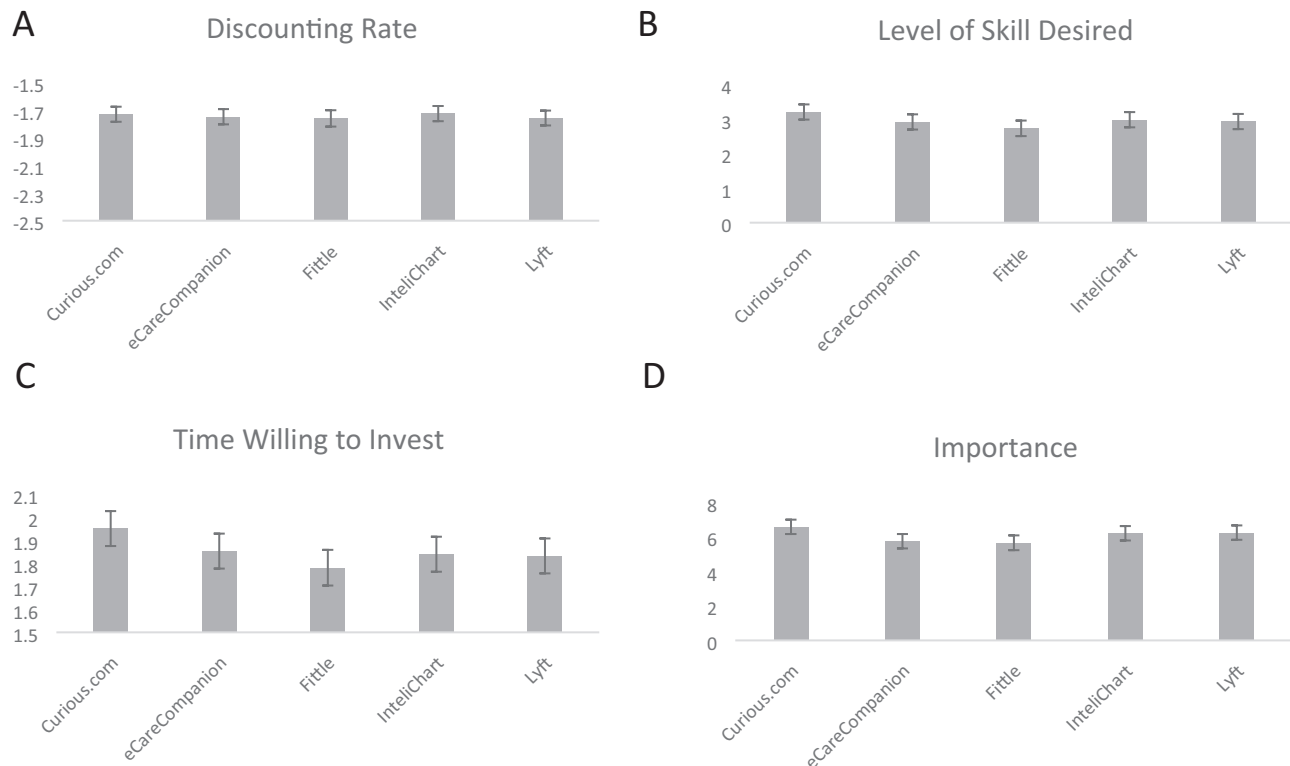 A
Discounting Rate
-1.5
-1.7
-1.9
-2.1
-2.3
-2.5
Curious.com
eCareCompanion
Fittle
InteliChart
Lyft
B
Level of Skill Desired
4
3
2
1
0
Curious.com
eCareCompanion
Fittle
InteliChart
Lyft
C
Time Willing to Invest
2.1
2
1.9
1.8
1.7
1.6
1.5
Curious.com
eCareCompanion
Fittle
InteliChart
Lyft
D
Importance
8
6
4
2
0
Curious.com
eCareCompanion
Fittle
InteliChart
Lyft